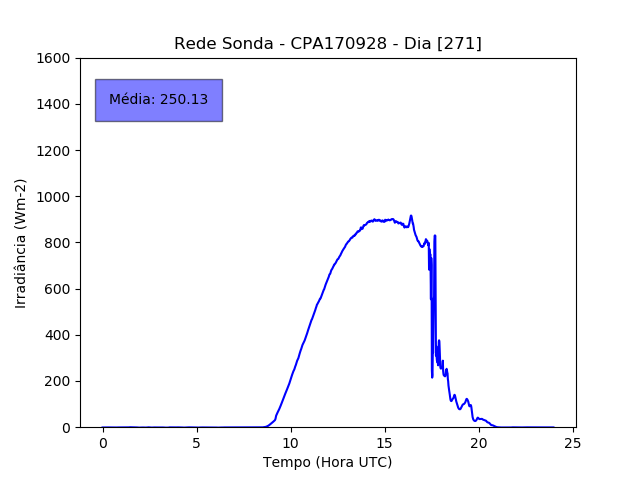 Rede Sonda - CPA170928 - Dia [271]
1600
Média: 250.13
1400
1200
1000
800
600
400
200
0
Irradiância (Wm-2)
0 5 10 15 20 25
Tempo (Hora UTC)